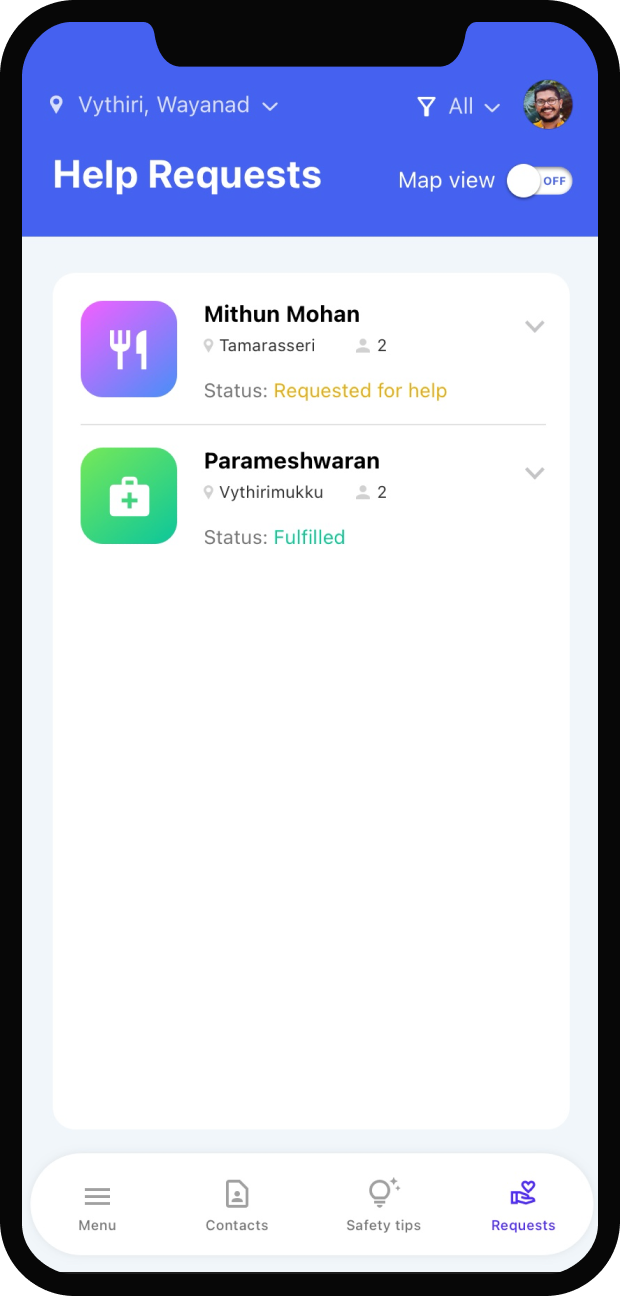 Vythiri, Wayanad
All
Help Requests
Map view
OFF
Mithun Mohan
Tamarasseri 2
Status: Requested for help
Parameshwaran
Vythirimukku 2
Status: Fulfilled
Menu
Contacts
Safety tips
Requests